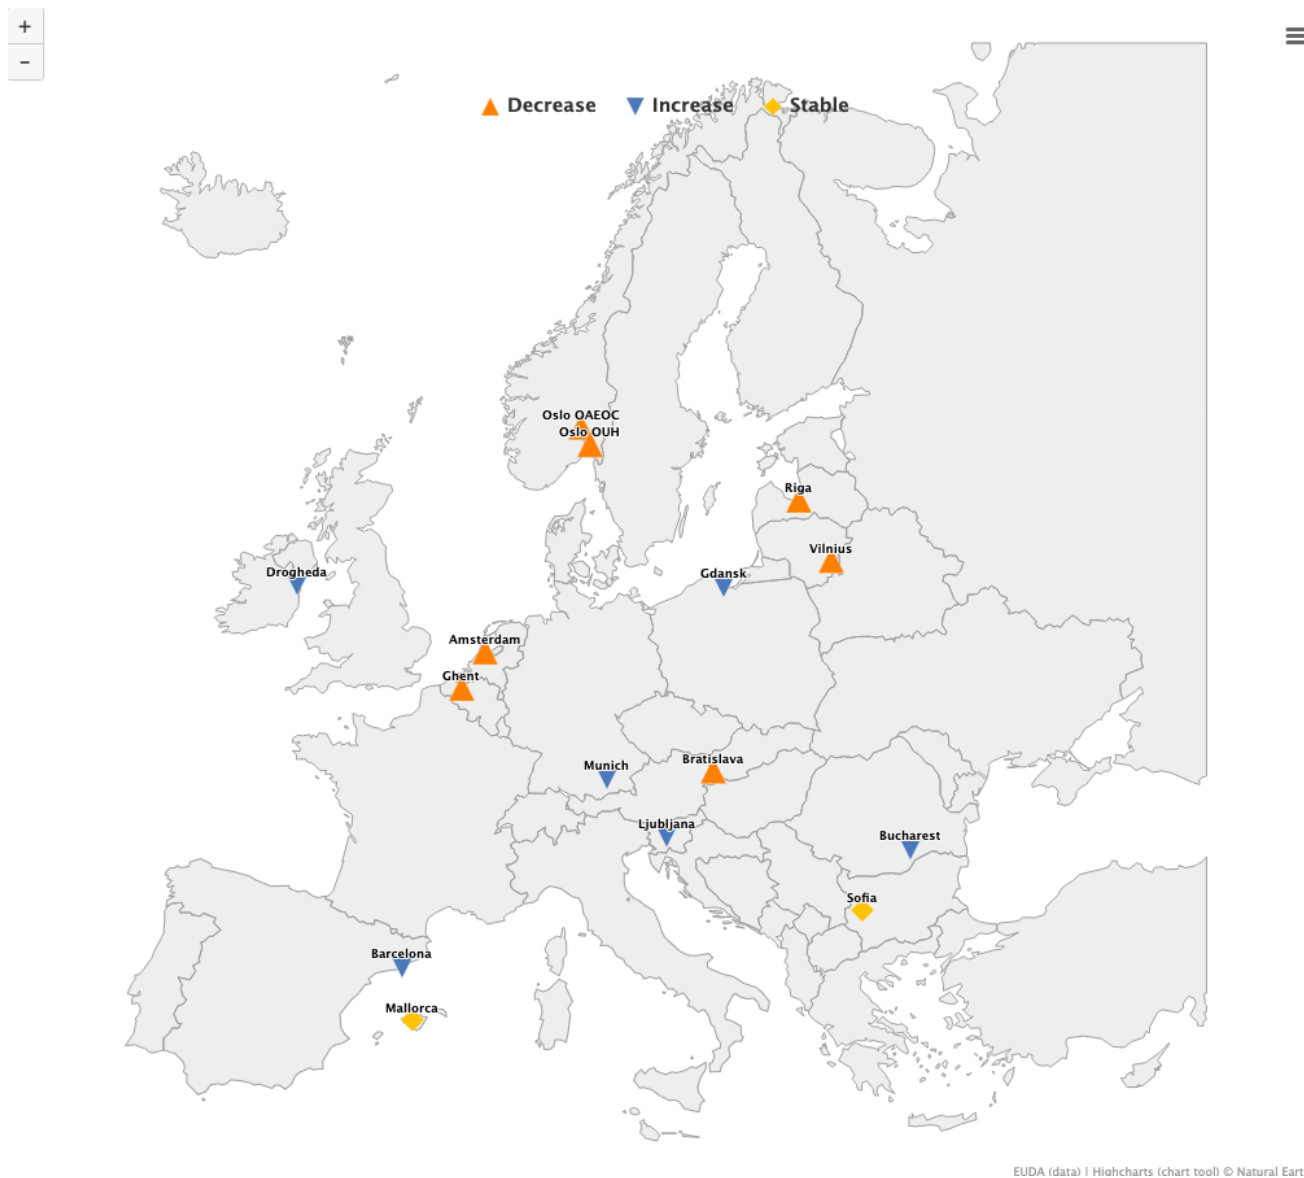 +
−
Decrease Increase Stable
Oslo OAEOC
Oslo OUH
Riga
Vilnius
Drogheda
Gdansk
Amsterdam
Ghent
Bratislava
Munich
Ljubljana
Bucharest
Sofia
Barcelona
Mallorca
EUDA (data) | Highcharts (chart tool) © Natural Eart